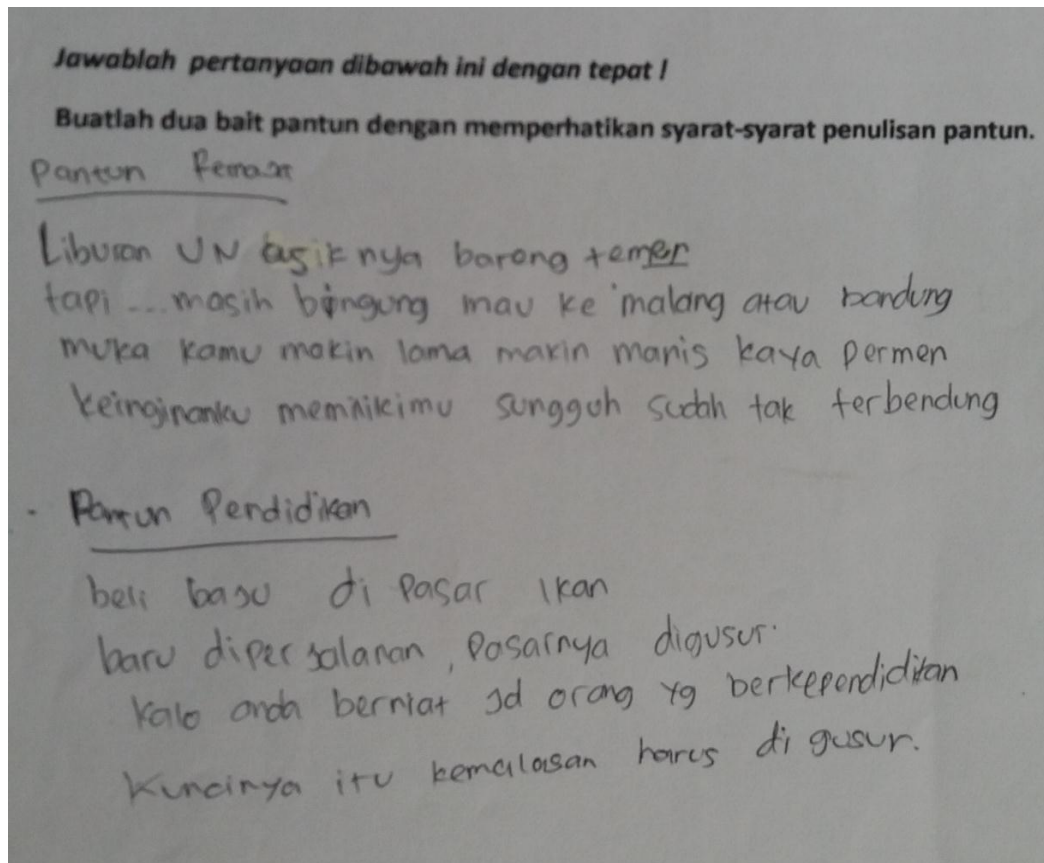 Jawablah pertanyaan dibawah ini dengan tepat !
Buatlah dua bait pantun dengan memperhatikan syarat-syarat penulisan pantun.
Pantun
Liburan UN asiknya bareng temen
tapi ... masih bingung mau ke malang atau bandung
muka kamu makin lama makin manis kaya permen
keinginanku memilikimu sungguh sudah tak terbendung
Pantun Pendidikan
beli baju di Pasar Ikan
baru diperjalanan, Pasarnya digusur.
Kalo anda berniat jd orang yg berkependidikan
Kuncinya itu kemalasan harus di gusur.